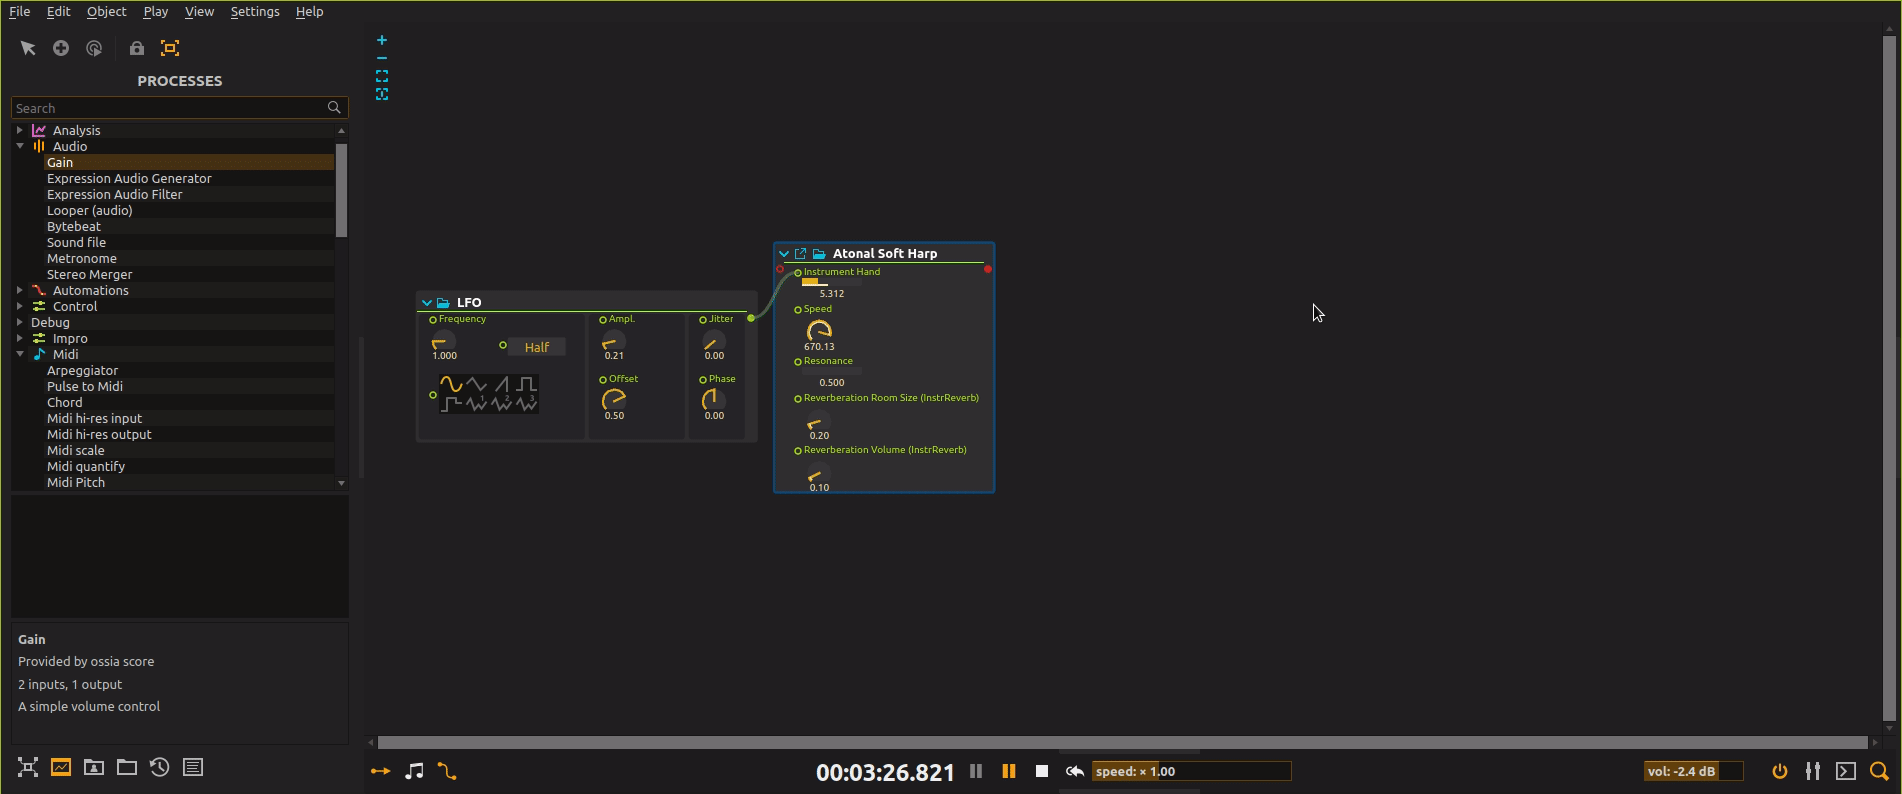 File Edit Object Play View Settings Help
PROCESSES
Search
Analysis
Audio
Gain
Expression Audio Generator
Expression Audio Filter
Looper (audio)
Bytebeat
Sound file
Metronome
Stereo Merger
Automations
Control
Debug
Impro
Midi
Arpeggiator
Pulse to Midi
Chord
Midi hi-res input
Midi hi-res output
Midi scale
Midi quantify
Midi Pitch
Gain
Provided by ossia score
2 inputs, 1 output
A simple volume control
LFO
Frequency
1.000
Half
1 2 3
Ampl.
0.21
Offset
0.50
Jitter
0.00
Phase
0.00
Atonal Soft Harp
Instrument Hand
5.312
Speed
670.13
Resonance
0.500
Reverberation Room Size (InstrReverb)
0.20
Reverberation Volume (InstrReverb)
0.10
00:03:26.821
speed: × 1.00
vol: -2.4 dB